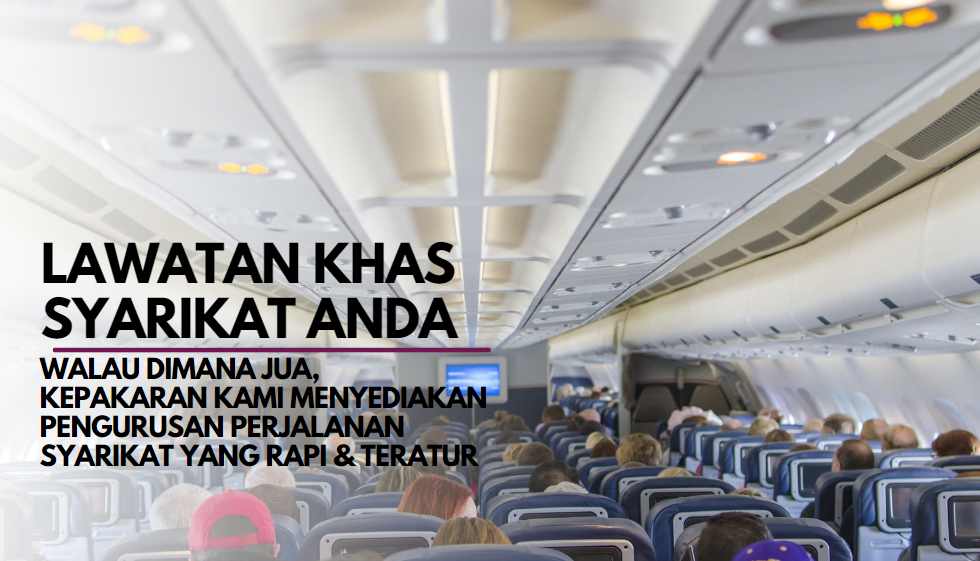 LAWATAN KHAS
SYARIKAT ANDA
WALAU DIMANA JUA,
KEPAKARAN KAMI MENYEDIAKAN
PENGURUSAN PERJALANAN
SYARIKAT YANG RAPI & TERATUR